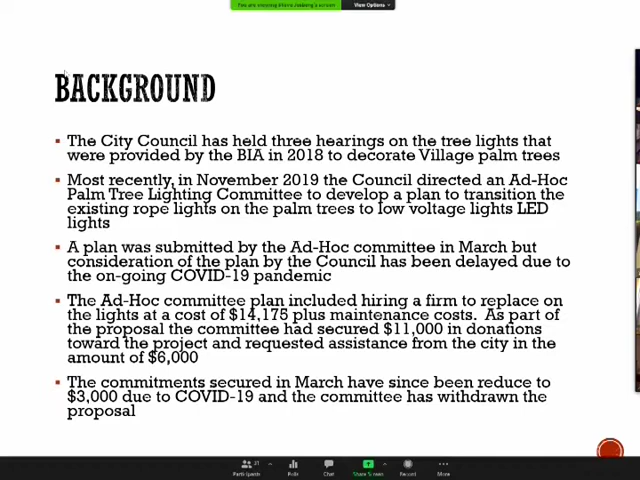 View Options
BACKGROUND
The City Council has held three hearings on the tree lights that
were provided by the BIA in 2018 to decorate Village palm trees
Most recently, in November 2019 the Council directed an Ad-Hoc
Palm Tree Lighting Committee to develop a plan to transition the
existing rope lights on the palm trees to low voltage lights LED
lights
A plan was submitted by the Ad-Hoc committee in March but
consideration of the plan by the Council has been delayed due to
the on-going COVID-19 pandemic
The Ad-Hoc committee plan included hiring a firm to replace on
the lights at a cost of $14,175 plus maintenance costs. As part of
the proposal the committee had secured $11,000 in donations
toward the project and requested assistance from the city in the
amount of $6,000
The commitments secured in March have since been reduce to
$3,000 due to COVID-19 and the committee has withdrawn the
proposal
Participants Polls Chat Share Screen Record More